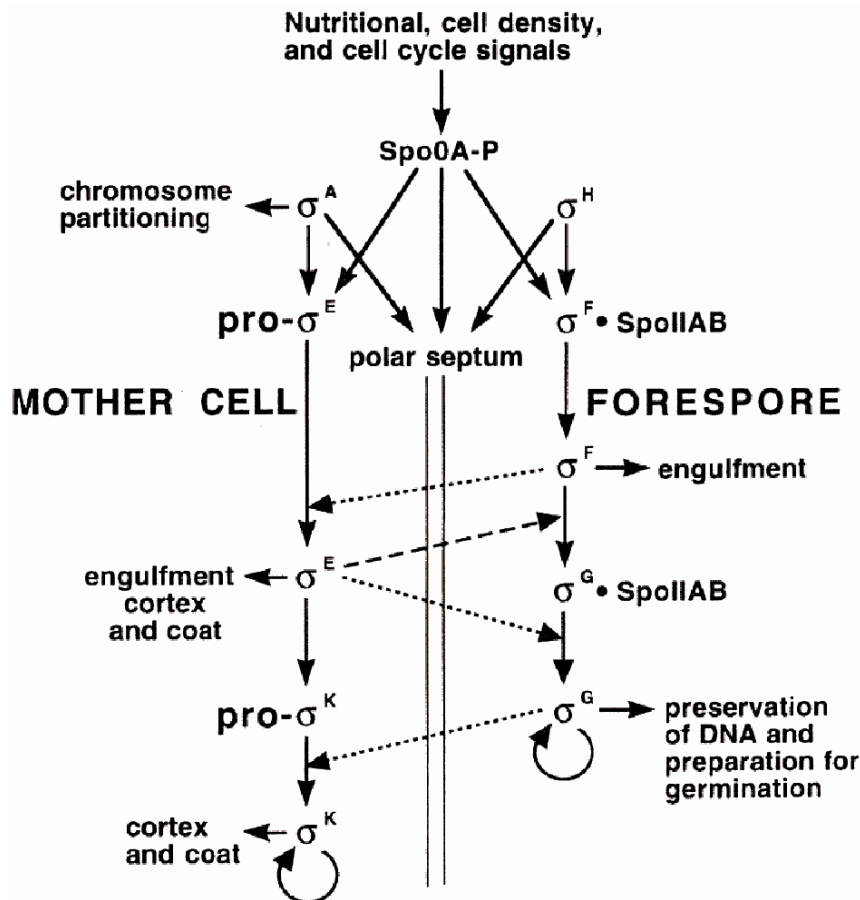 Nutritional, cell density,
and cell cycle signals
Spo0A-P
chromosome
partitioning
σA
σH
pro-σE
σF • SpoIIAB
polar septum
MOTHER CELL
FORESPORE
σF
engulfment
engulfment
cortex
and coat
σE
σG • SpoIIAB
pro-σK
σG
preservation
of DNA and
preparation for
germination
cortex
and coat
σK